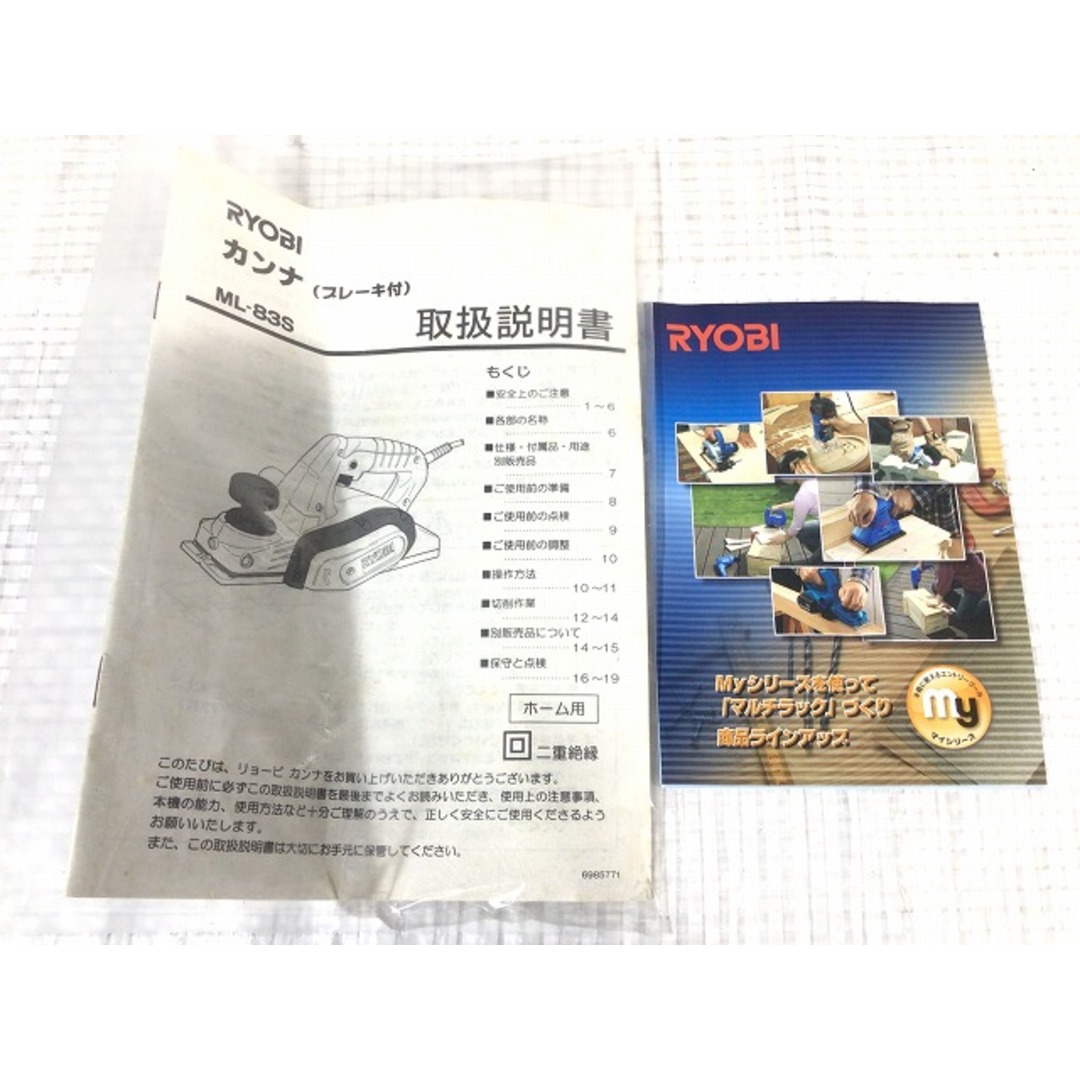 RYOBI
カンナ (ブレーキ付)
ML-83S
取扱説明書
もくじ
■安全上のご注意
1～6
■各部の名称
6
■仕様・付属品・用途
別販売品
7
■ご使用前の準備
8
■ご使用前の点検
9
■ご使用前の調整
10
■操作方法
10～11
■切削作業
12～14
■別販売品について
14～15
■保守と点検
16～19
ホーム用
二重絶縁
RYOBI
このたびは、リョービ カンナをお買い上げいただきありがとうございます。
ご使用前に必ずこの取扱説明書を最後までよくお読みいただき、使用上の注意事項、
本機の能力、使用方法など十分ご理解のうえで、正しく安全にご使用くださるよう
お願いいたします。
また、この取扱説明書は大切にお手元に保管してください。
6985771
RYOBI
Myシリーズを使って
「マルチラック」づくり
商品ラインアップ
my
マイシリーズ